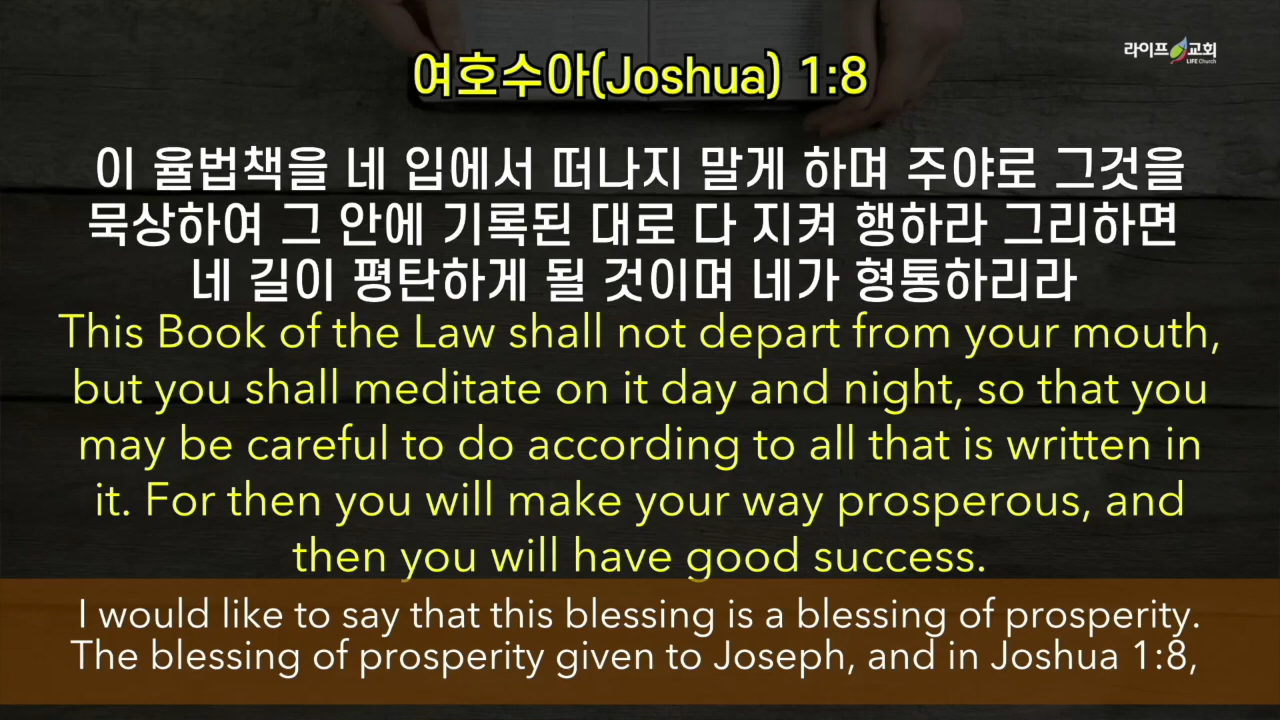 라이프교회
LIFE Church
여호수아(Joshua) 1:8
이 율법책을 네 입에서 떠나지 말게 하며 주야로 그것을
묵상하여 그 안에 기록된 대로 다 지켜 행하라 그리하면
네 길이 평탄하게 될 것이며 네가 형통하리라
This Book of the Law shall not depart from your mouth,
but you shall meditate on it day and night, so that you
may be careful to do according to all that is written in
it. For then you will make your way prosperous, and
then you will have good success.
I would like to say that this blessing is a blessing of prosperity.
The blessing of prosperity given to Joseph, and in Joshua 1:8,